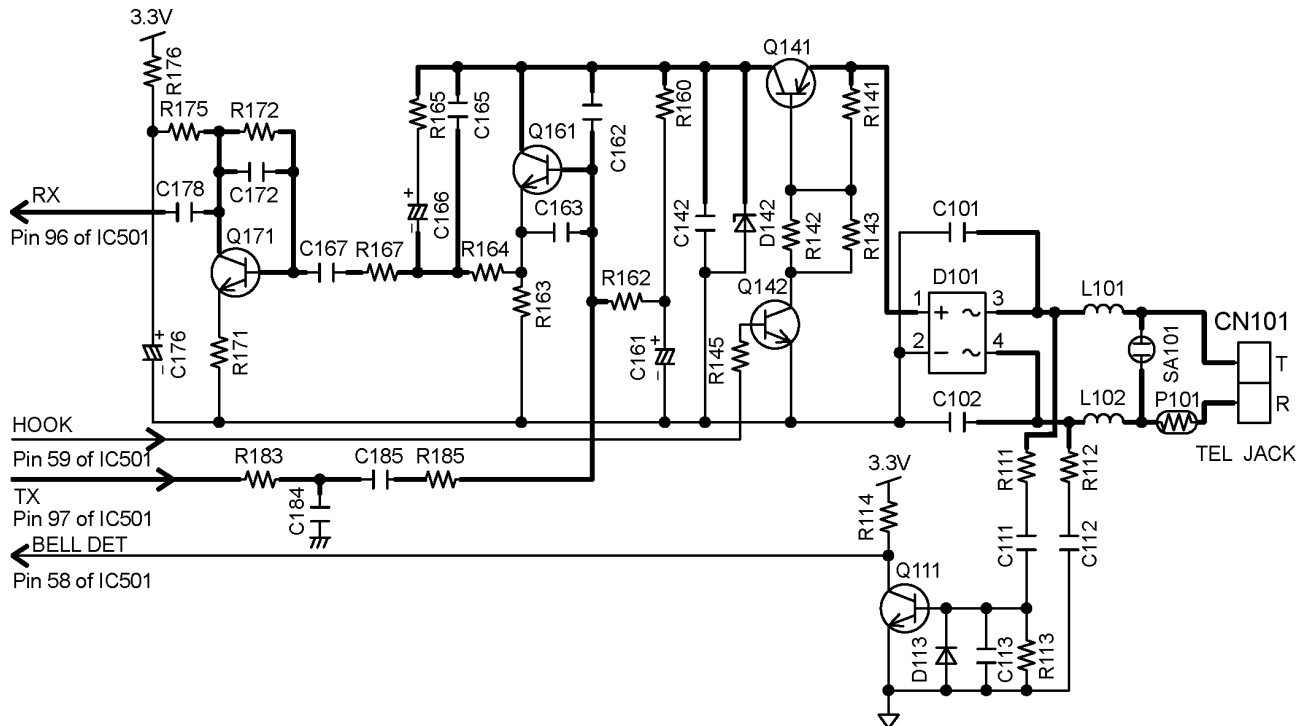 3.3V
R176
R175
R172
C172
C178
RX
Pin 96 of IC501
Q171
C167
R167
R164
R165
C165
C166
Q161
C162
C163
R163
R162
R160
C161
C142
D142
Q141
R141
R142
R143
Q142
R145
C101
D101
1
+
~
3
2
−
~
4
L101
CN101
SA101
T
C102
L102
P101
R
TEL JACK
C176
R171
HOOK
Pin 59 of IC501
R183
C185
R185
TX
Pin 97 of IC501
C184
BELL DET
Pin 58 of IC501
3.3V
R114
R111
R112
C111
C112
Q111
D113
C113
R113
+
−
+
−
+
−